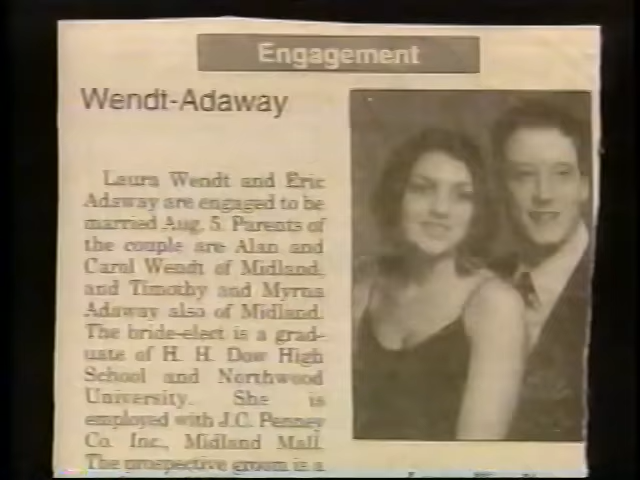 Engagement
Wendt-Adaway
Laura Wendt and Eric
Adaway are engaged to be
married Aug. 5. Parents of
the couple are Alan and
Carol Wendt of Midland,
and Timothy and Myrna
Adaway also of Midland.
The bride-elect is a grad-
uate of H. H. Dow High
School and Northwood
University. She is
employed with J.C. Penney
Co. Inc., Midland Mall.
The prospective groom is a